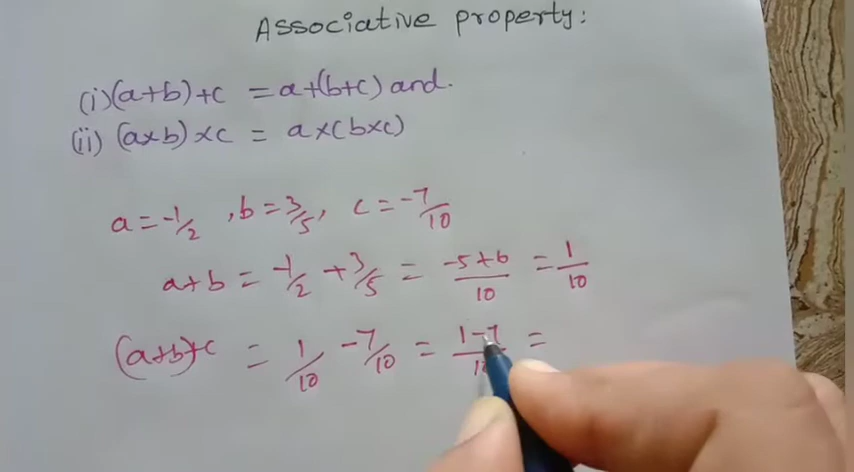 Associative property:
(i)(a+b)+c = a+(b+c) and.
(ii) (a×b)×c = a×(b×c)
a=-1/2 ,b=3/5, c=-7/10
a+b = -1/2 +3/5 = -5+6/10 = 1/10
(a+b)+c = 1/10 -7/10 = 1-7/10 =